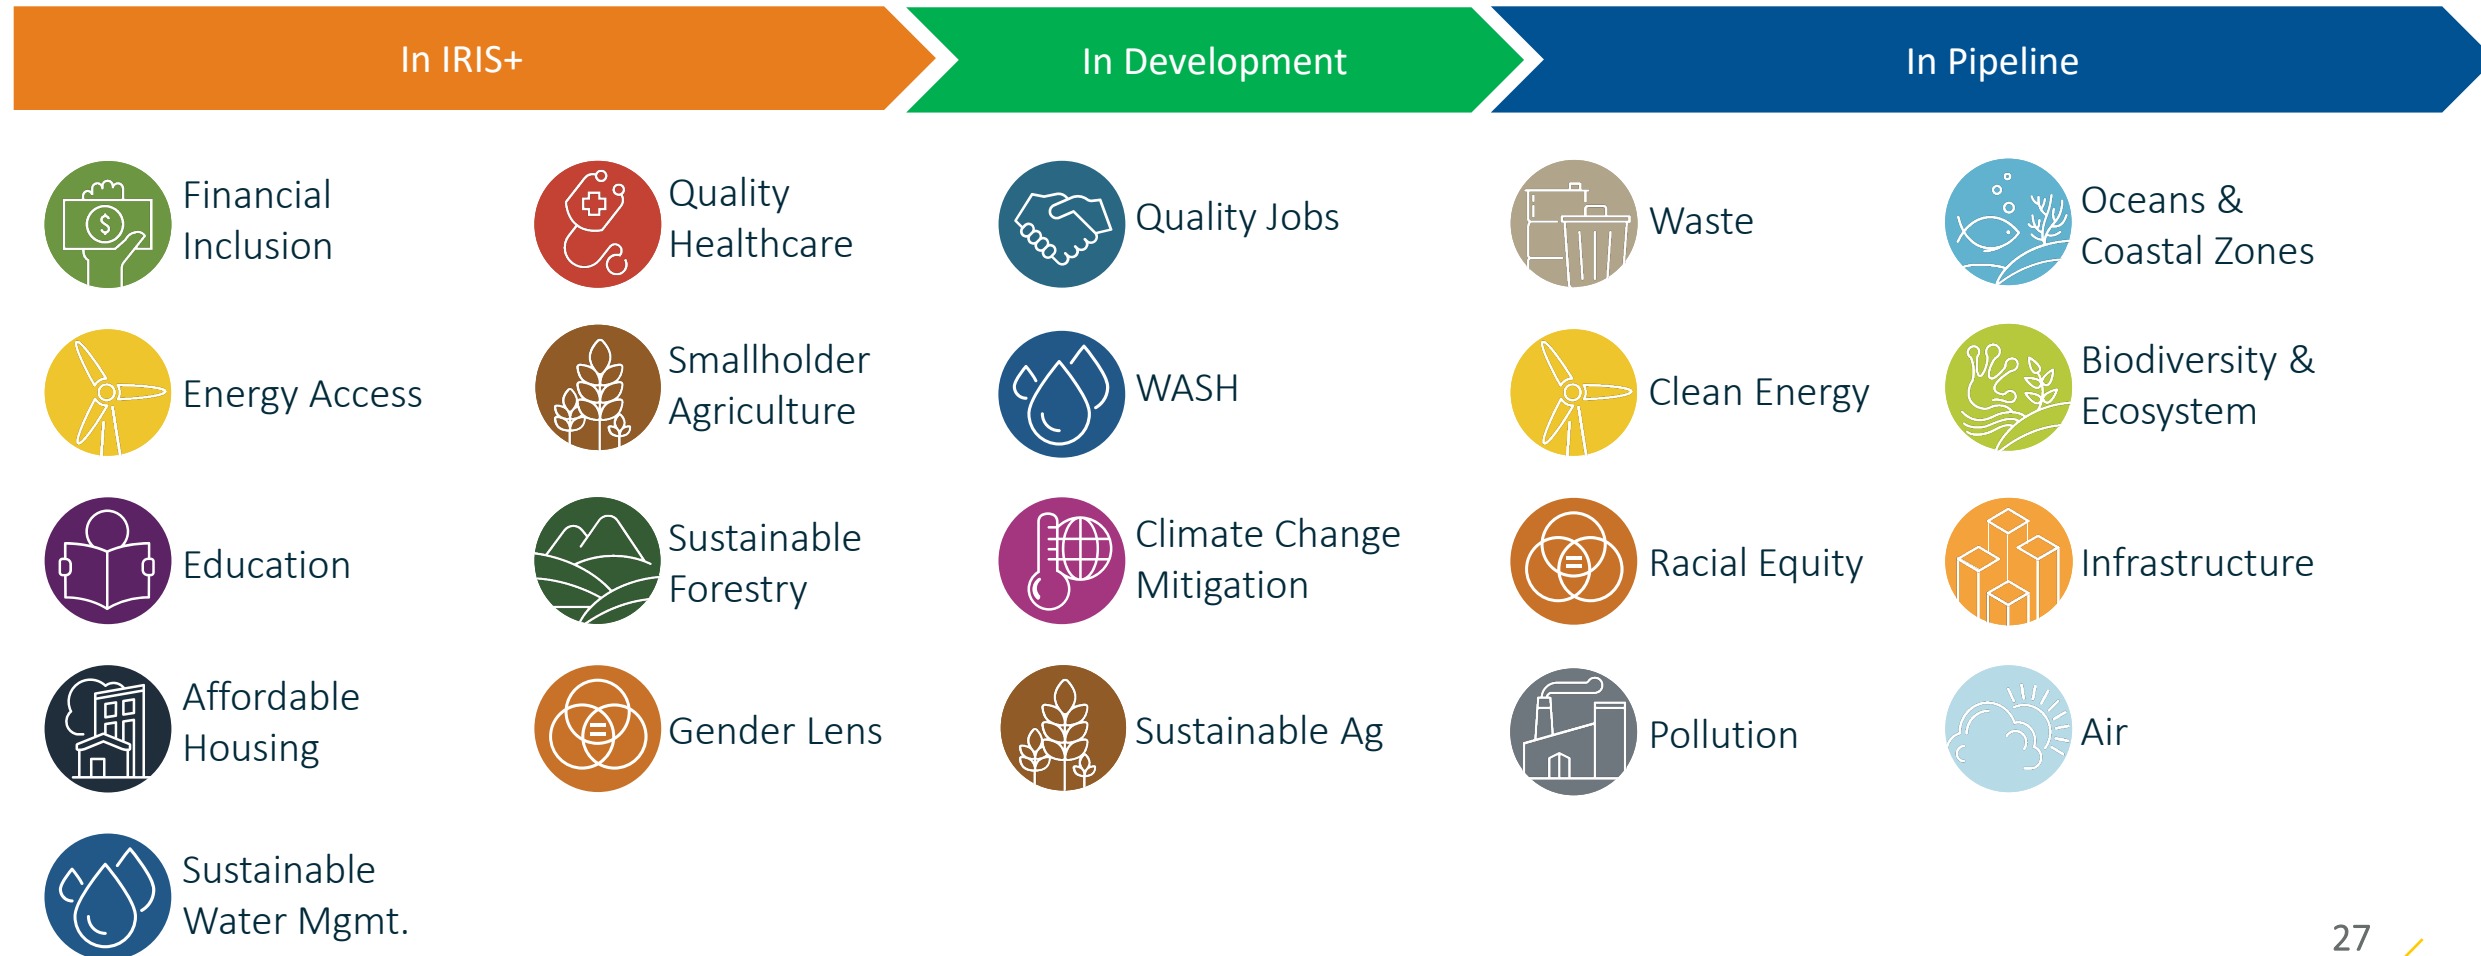 In IRIS+
In Development
In Pipeline
Financial
Inclusion
Energy Access
Education
Affordable
Housing
Sustainable
Water Mgmt.
Quality
Healthcare
Smallholder
Agriculture
Sustainable
Forestry
Gender Lens
Quality Jobs
WASH
Climate Change
Mitigation
Sustainable Ag
Waste
Clean Energy
Racial Equity
Pollution
Oceans &
Coastal Zones
Biodiversity &
Ecosystem
Infrastructure
Air
27